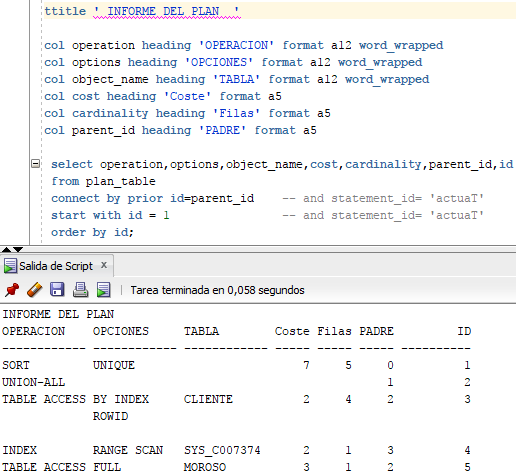 ttitle ' INFORME DEL PLAN  '
col operation heading 'OPERACION' format a12 word_wrapped
col options heading 'OPCIONES' format a12 word_wrapped
col object_name heading 'TABLA' format a12 word_wrapped
col cost heading 'Coste' format a5
col cardinality heading 'Filas' format a5
col parent_id heading 'PADRE' format a5
select operation,options,object_name,cost,cardinality,parent_id,id
from plan_table
connect by prior id=parent_id    -- and statement_id= 'actuaT'
start with id = 1                -- and statement_id= 'actuaT'
order by id;
Salida de Script x
Tarea terminada en 0,058 segundos
INFORME DEL PLAN
OPERACION    OPCIONES     TABLA        Coste Filas PADRE         ID
------------ ------------ ------------ ----- ----- ----- ----------
SORT         UNIQUE                        7     5     0          1
UNION-ALL                                              1          2
TABLE ACCESS BY INDEX     CLIENTE          2     4     2          3
             ROWID
INDEX        RANGE SCAN   SYS_C007374      2     1     3          4
TABLE ACCESS FULL         MOROSO           3     1     2          5